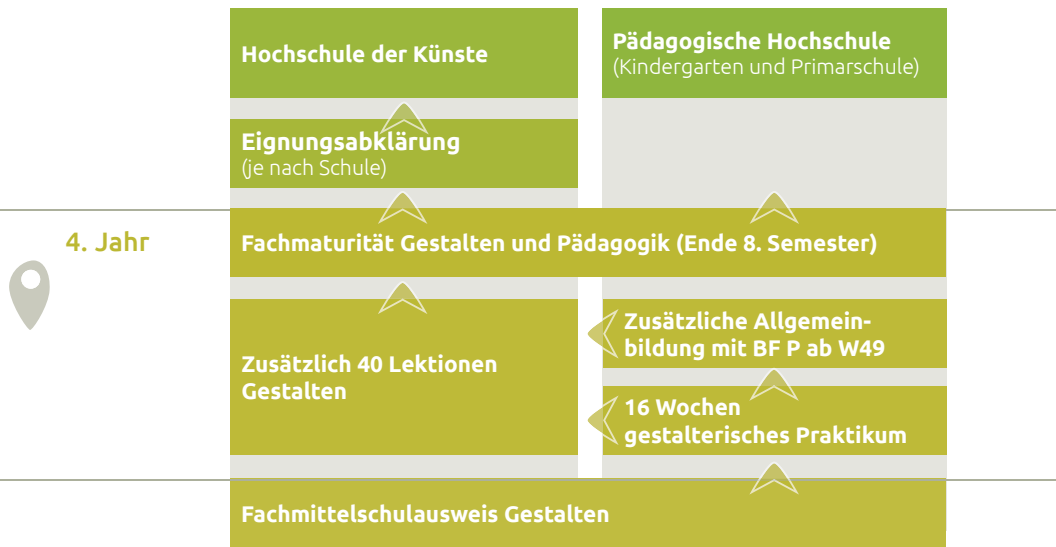 Hochschule der Künste
Pädagogische Hochschule
(Kindergarten und Primarschule)
Eignungsabklärung
(je nach Schule)
4. Jahr
Fachmaturität Gestalten und Pädagogik (Ende 8. Semester)
Zusätzlich 40 Lektionen
Gestalten
Zusätzliche Allgemein-
bildung mit BF P ab W49
16 Wochen
gestalterisches Praktikum
Fachmittelschulausweis Gestalten